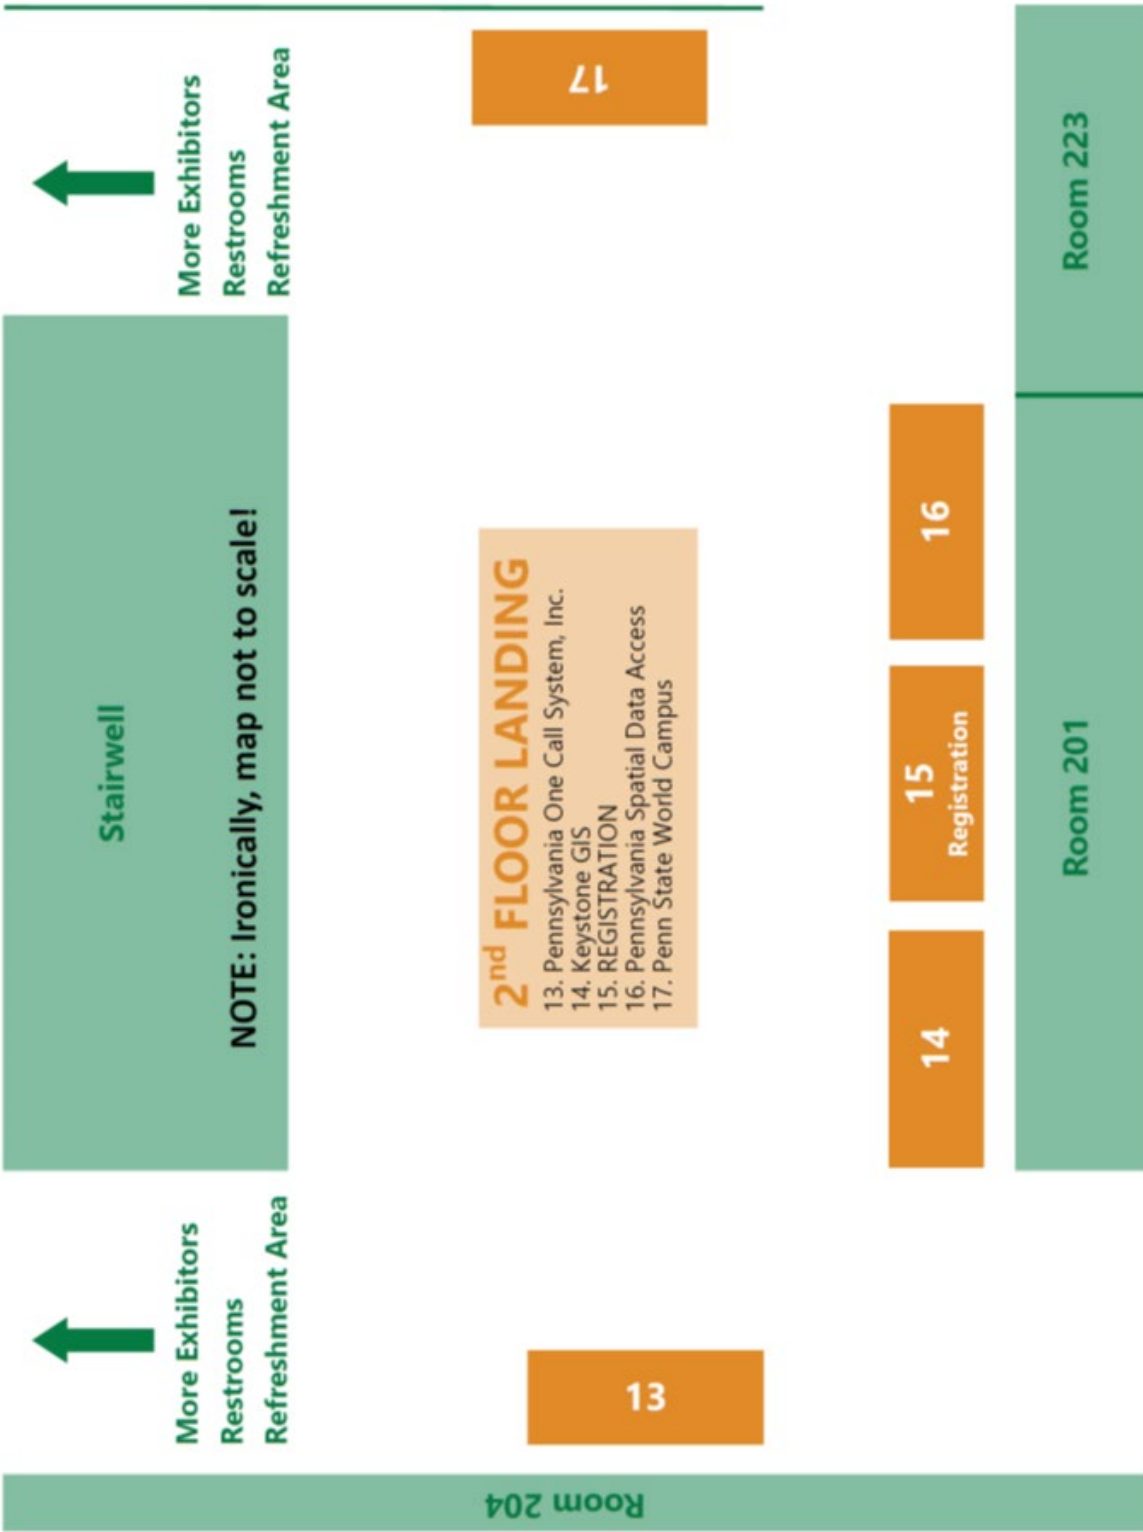 Stairwell
NOTE: Ironically, map not to scale!
More Exhibitors
Restrooms
Refreshment Area
More Exhibitors
Restrooms
Refreshment Area
Room 204
13
2nd FLOOR LANDING
13. Pennsylvania One Call System, Inc.
14. Keystone GIS
15. REGISTRATION
16. Pennsylvania Spatial Data Access
17. Penn State World Campus
17
14
15
Registration
16
Room 201
Room 223